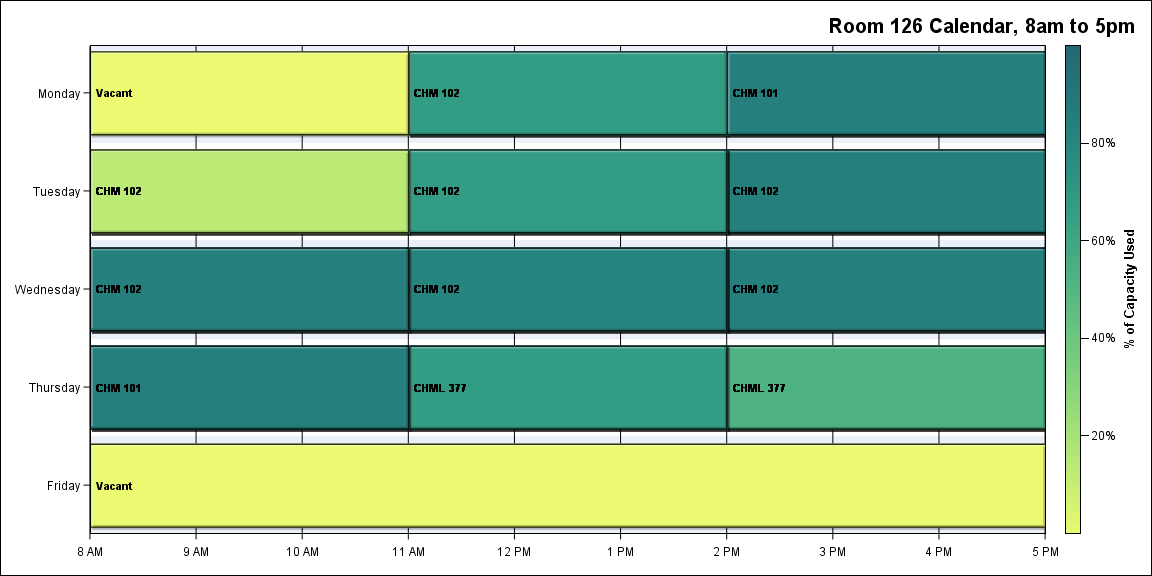 Room 126 Calendar, 8am to 5pm
Monday
Vacant
CHM 102
CHM 101
Tuesday
CHM 102
CHM 102
CHM 102
Wednesday
CHM 102
CHM 102
CHM 102
Thursday
CHM 101
CHML 377
CHML 377
Friday
Vacant
8 AM
9 AM
10 AM
11 AM
12 PM
1 PM
2 PM
3 PM
4 PM
5 PM
80%
60%
40%
20%
% of Capacity Used